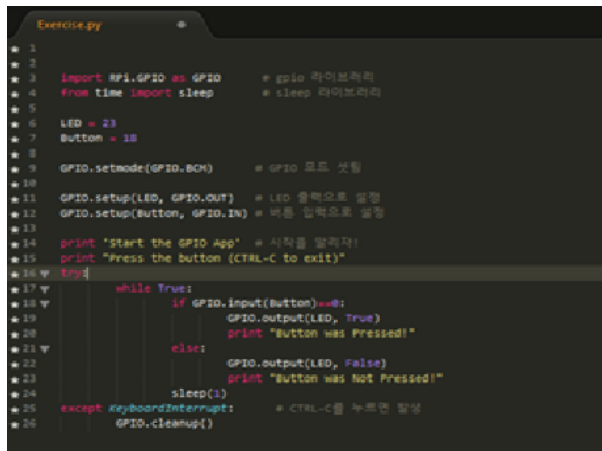 Exercise.py
1
2
3 import RPi.GPIO as GPIO # gpio 라이브러리
4 from time import sleep # sleep 라이브러리
5
6 LED = 23
7 Button = 18
8
9 GPIO.setmode(GPIO.BCM) # GPIO 모드 셋팅
10
11 GPIO.setup(LED, GPIO.OUT) # LED 출력으로 설정
12 GPIO.setup(Button, GPIO.IN) # 버튼 입력으로 설정
13
14 print "Start the GPIO App" # 시작을 알리자!
15 print "Press the button (CTRL-C to exit)"
16 try:
17 while True:
18 if GPIO.input(Button)==0:
19 GPIO.output(LED, True)
20 print "Button was Pressed!"
21 else:
22 GPIO.output(LED, False)
23 print "Button was Not Pressed!"
24 sleep(1)
25 except KeyboardInterrupt: # CTRL-C를 누르면 발생
26 GPIO.cleanup()